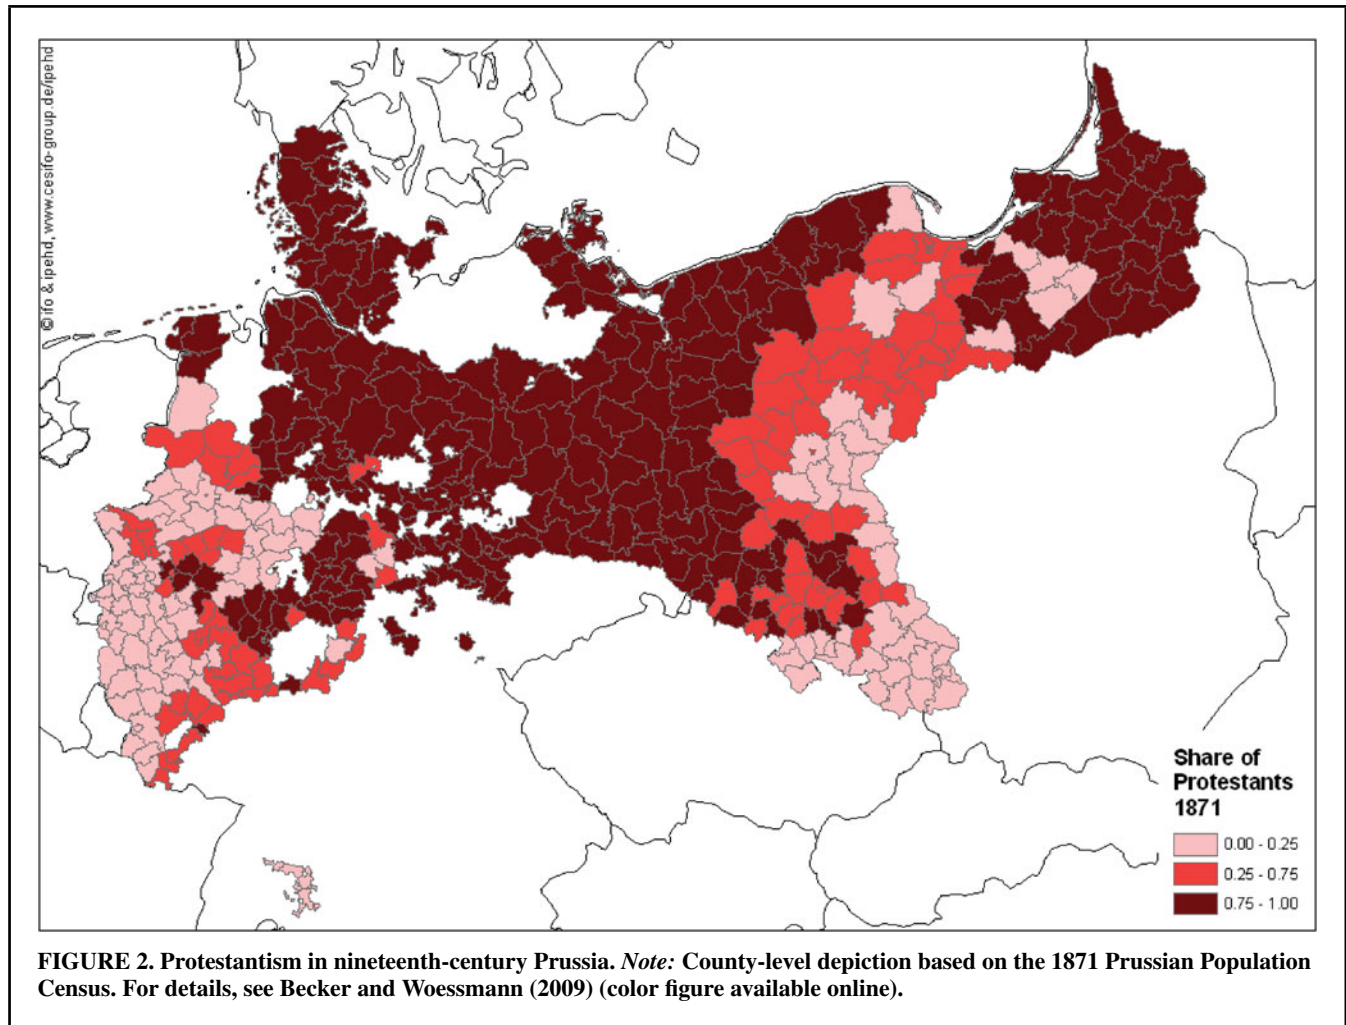 © ifo & ipehd, www.cesifo-group.de/ipehd
Share of
Protestants
1871
0.00 - 0.25
0.25 - 0.75
0.75 - 1.00
FIGURE 2. Protestantism in nineteenth-century Prussia. Note: County-level depiction based on the 1871 Prussian Population
Census. For details, see Becker and Woessmann (2009) (color figure available online).